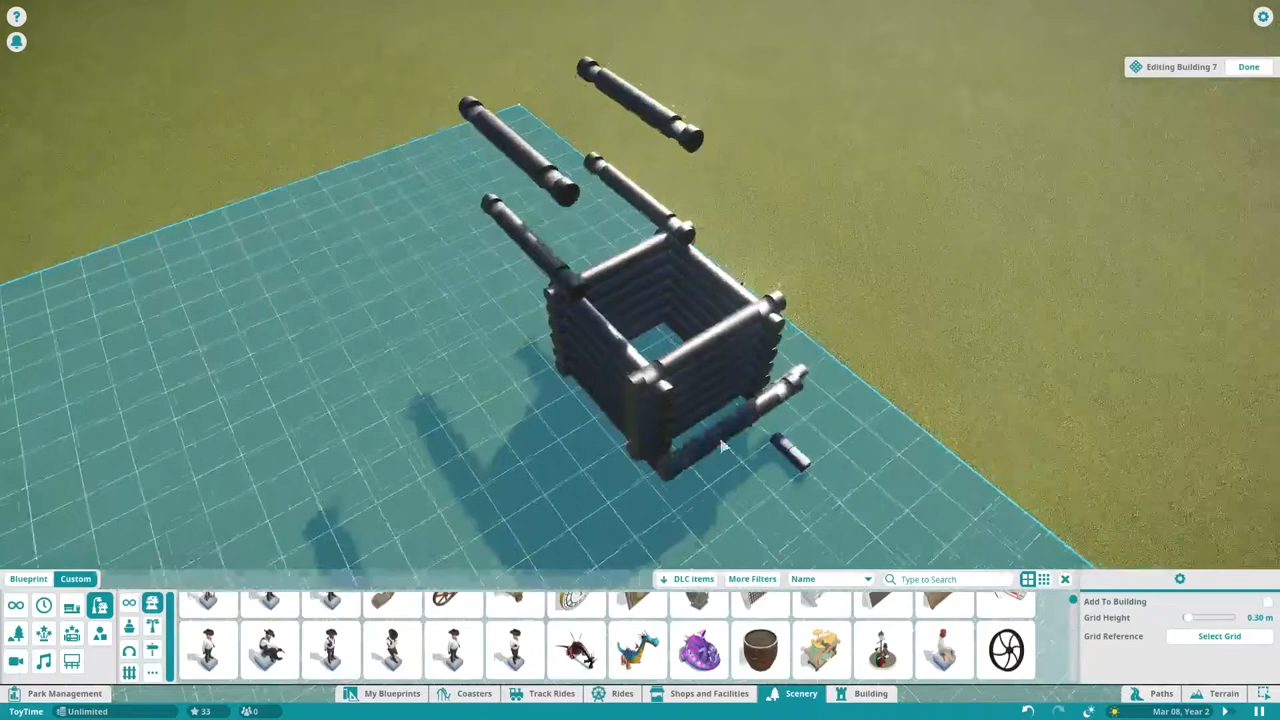 ?
Editing Building 7 Done
Blueprint Custom
DLC items More Filters Name Type to Search
Add To Building
Grid Height 0.30 m
Grid Reference Select Grid
Park Management My Blueprints Coasters Track Rides Rides Shops and Facilities Scenery Building Paths Terrain
ToyTime Unlimited 33 0 Mar 08, Year 2